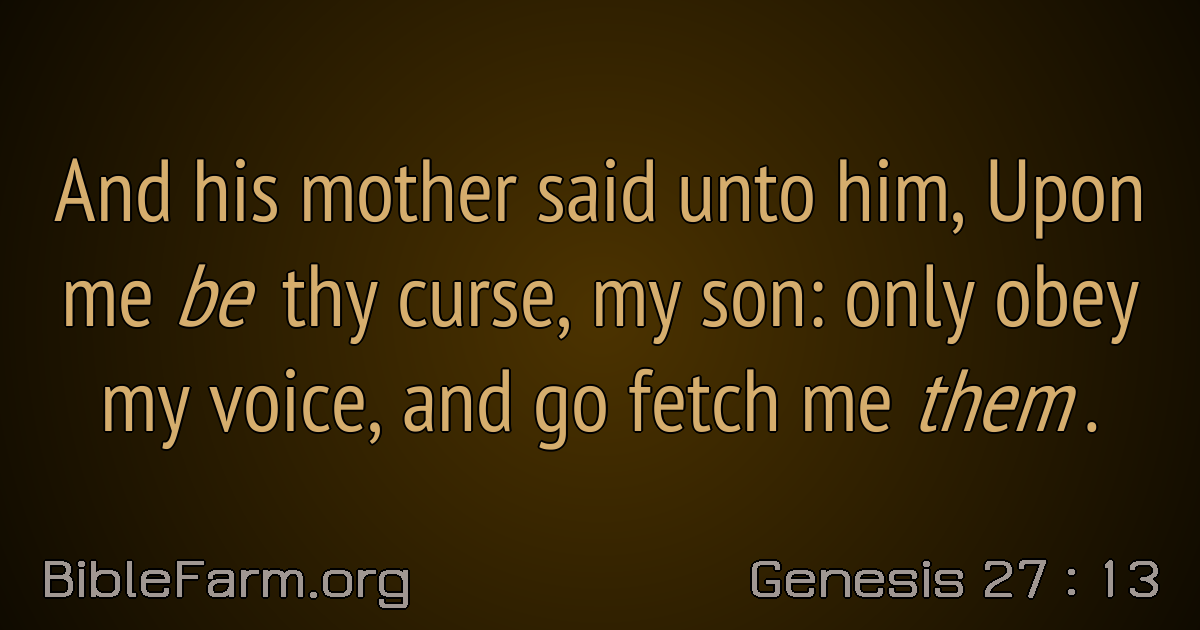 And his mother said unto him, Upon
me be thy curse, my son: only obey
my voice, and go fetch me them.
BibleFarm.org
Genesis 27 : 13